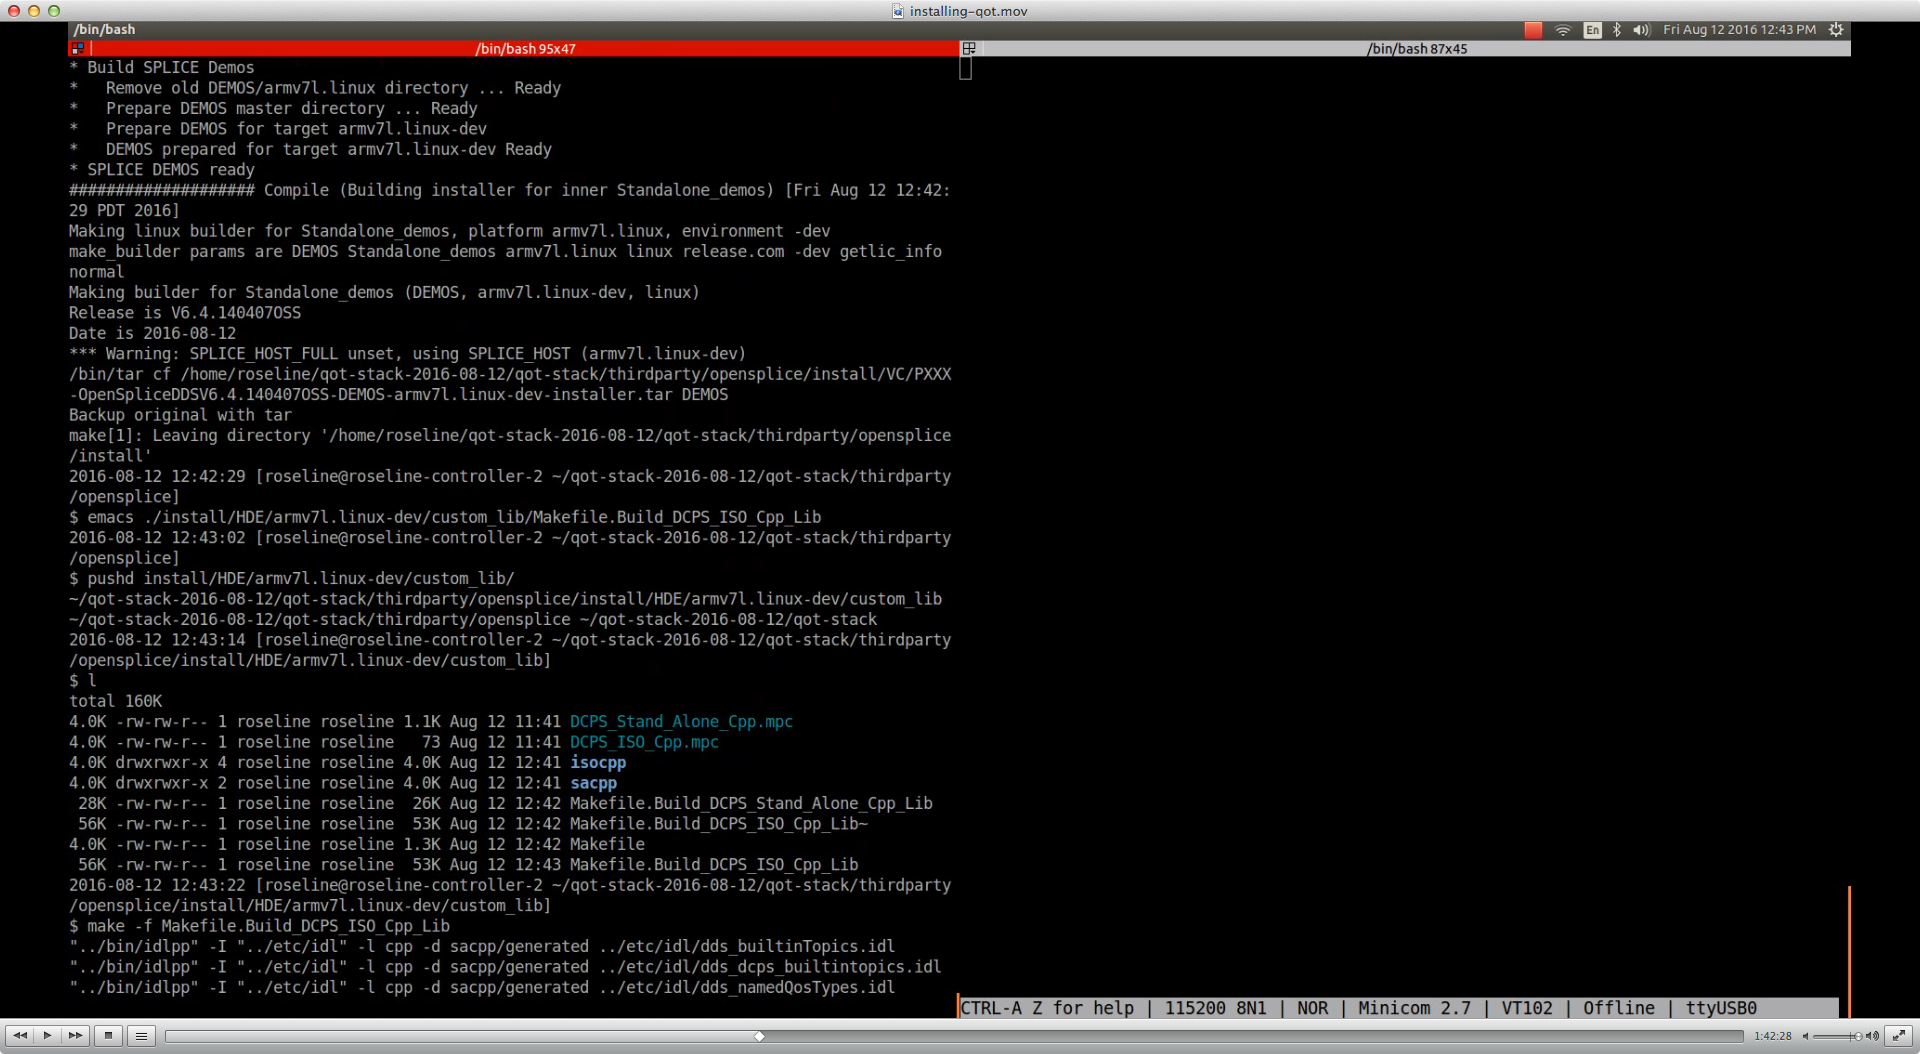 installing-qot.mov
/bin/bash
En
Fri Aug 12 2016 12:43 PM
/bin/bash 95x47
/bin/bash 87x45
* Build SPLICE Demos
*   Remove old DEMOS/armv7l.linux directory ... Ready
*   Prepare DEMOS master directory ... Ready
*   Prepare DEMOS for target armv7l.linux-dev
*   DEMOS prepared for target armv7l.linux-dev Ready
* SPLICE DEMOS ready
#################### Compile (Building installer for inner Standalone_demos) [Fri Aug 12 12:42:
29 PDT 2016]
Making linux builder for Standalone_demos, platform armv7l.linux, environment -dev
make_builder params are DEMOS Standalone_demos armv7l.linux linux release.com -dev getlic_info
normal
Making builder for Standalone_demos (DEMOS, armv7l.linux-dev, linux)
Release is V6.4.140407OSS
Date is 2016-08-12
*** Warning: SPLICE_HOST_FULL unset, using SPLICE_HOST (armv7l.linux-dev)
/bin/tar cf /home/roseline/qot-stack-2016-08-12/qot-stack/thirdparty/opensplice/install/VC/PXXX
-OpenSpliceDDSV6.4.140407OSS-DEMOS-armv7l.linux-dev-installer.tar DEMOS
Backup original with tar
make[1]: Leaving directory '/home/roseline/qot-stack-2016-08-12/qot-stack/thirdparty/opensplice
/install'
2016-08-12 12:42:29 [roseline@roseline-controller-2 ~/qot-stack-2016-08-12/qot-stack/thirdparty
/opensplice]
$ emacs ./install/HDE/armv7l.linux-dev/custom_lib/Makefile.Build_DCPS_ISO_Cpp_Lib
2016-08-12 12:43:02 [roseline@roseline-controller-2 ~/qot-stack-2016-08-12/qot-stack/thirdparty
/opensplice]
$ pushd install/HDE/armv7l.linux-dev/custom_lib/
~/qot-stack-2016-08-12/qot-stack/thirdparty/opensplice/install/HDE/armv7l.linux-dev/custom_lib
~/qot-stack-2016-08-12/qot-stack/thirdparty/opensplice ~/qot-stack-2016-08-12/qot-stack
2016-08-12 12:43:14 [roseline@roseline-controller-2 ~/qot-stack-2016-08-12/qot-stack/thirdparty
/opensplice/install/HDE/armv7l.linux-dev/custom_lib]
$ l
total 160K
4.0K -rw-rw-r-- 1 roseline roseline 1.1K Aug 12 11:41 DCPS_Stand_Alone_Cpp.mpc
4.0K -rw-rw-r-- 1 roseline roseline   73 Aug 12 11:41 DCPS_ISO_Cpp.mpc
4.0K drwxrwxr-x 4 roseline roseline 4.0K Aug 12 12:41 isocpp
4.0K drwxrwxr-x 2 roseline roseline 4.0K Aug 12 12:41 sacpp
 28K -rw-rw-r-- 1 roseline roseline  26K Aug 12 12:42 Makefile.Build_DCPS_Stand_Alone_Cpp_Lib
 56K -rw-rw-r-- 1 roseline roseline  53K Aug 12 12:42 Makefile.Build_DCPS_ISO_Cpp_Lib~
4.0K -rw-rw-r-- 1 roseline roseline 1.3K Aug 12 12:42 Makefile
 56K -rw-rw-r-- 1 roseline roseline  53K Aug 12 12:43 Makefile.Build_DCPS_ISO_Cpp_Lib
2016-08-12 12:43:22 [roseline@roseline-controller-2 ~/qot-stack-2016-08-12/qot-stack/thirdparty
/opensplice/install/HDE/armv7l.linux-dev/custom_lib]
$ make -f Makefile.Build_DCPS_ISO_Cpp_Lib
"../bin/idlpp" -I "../etc/idl" -l cpp -d sacpp/generated ../etc/idl/dds_builtinTopics.idl
"../bin/idlpp" -I "../etc/idl" -l cpp -d sacpp/generated ../etc/idl/dds_dcps_builtintopics.idl
"../bin/idlpp" -I "../etc/idl" -l cpp -d sacpp/generated ../etc/idl/dds_namedQosTypes.idl
CTRL-A Z for help | 115200 8N1 | NOR | Minicom 2.7 | VT102 | Offline | ttyUSB0
1:42:28